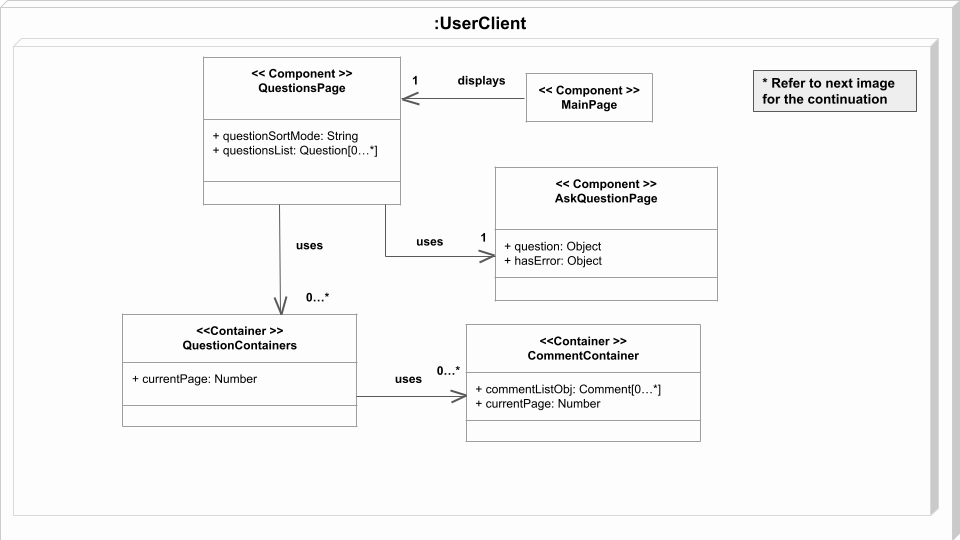 :UserClient
<< Component >>
QuestionsPage
+ questionSortMode: String
+ questionsList: Question[0…*]
1
displays
<< Component >>
MainPage
* Refer to next image
for the continuation
<< Component >>
AskQuestionPage
+ question: Object
+ hasError: Object
uses
uses
1
0…*
<<Container >>
QuestionContainers
+ currentPage: Number
uses
0…*
<<Container >>
CommentContainer
+ commentListObj: Comment[0…*]
+ currentPage: Number